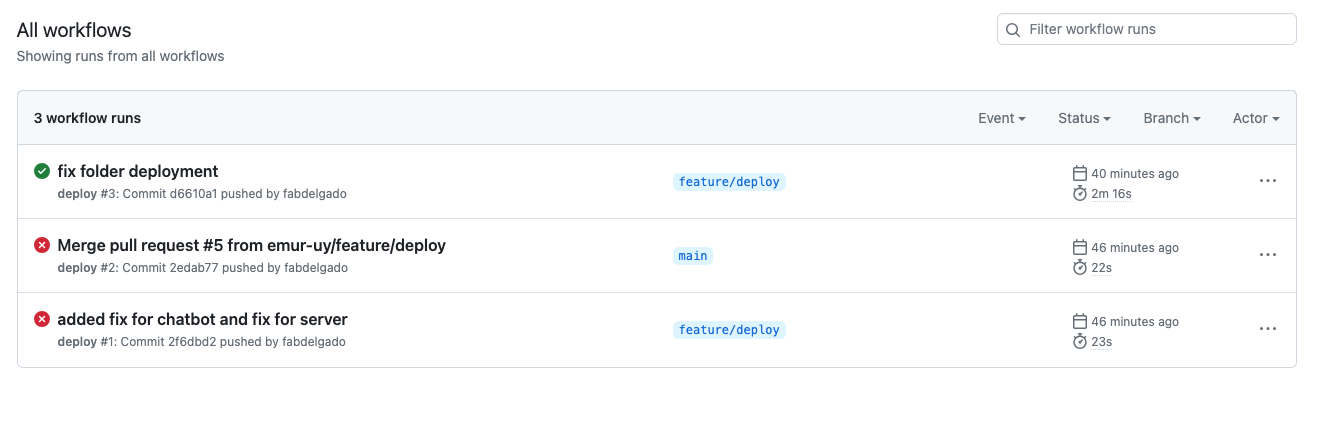 All workflows
Showing runs from all workflows
Filter workflow runs
3 workflow runs
Event
Status
Branch
Actor
fix folder deployment
deploy #3: Commit d6610a1 pushed by fabdelgado
feature/deploy
40 minutes ago
2m 16s
Merge pull request #5 from emur-uy/feature/deploy
deploy #2: Commit 2edab77 pushed by fabdelgado
main
46 minutes ago
22s
added fix for chatbot and fix for server
deploy #1: Commit 2f6dbd2 pushed by fabdelgado
feature/deploy
46 minutes ago
23s